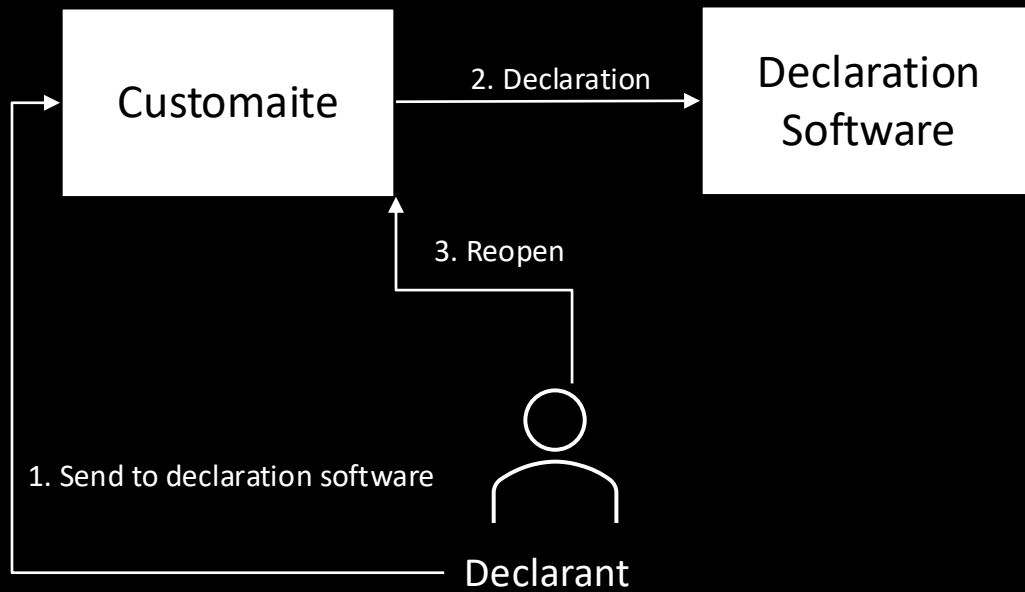 Customaite
2. Declaration
Declaration
Software
3. Reopen
1. Send to declaration software
Declarant